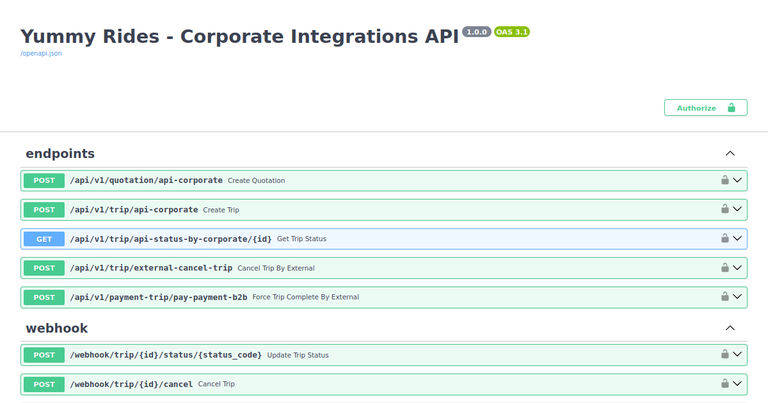 Yummy Rides - Corporate Integrations API 1.0.0 OAS 3.1
/openapi.json
Authorize
endpoints
POST /api/v1/quotation/api-corporate Create Quotation
POST /api/v1/trip/api-corporate Create Trip
GET /api/v1/trip/api-status-by-corporate/{id} Get Trip Status
POST /api/v1/trip/external-cancel-trip Cancel Trip By External
POST /api/v1/payment-trip/pay-payment-b2b Force Trip Complete By External
webhook
POST /webhook/trip/{id}/status/{status_code} Update Trip Status
POST /webhook/trip/{id}/cancel Cancel Trip